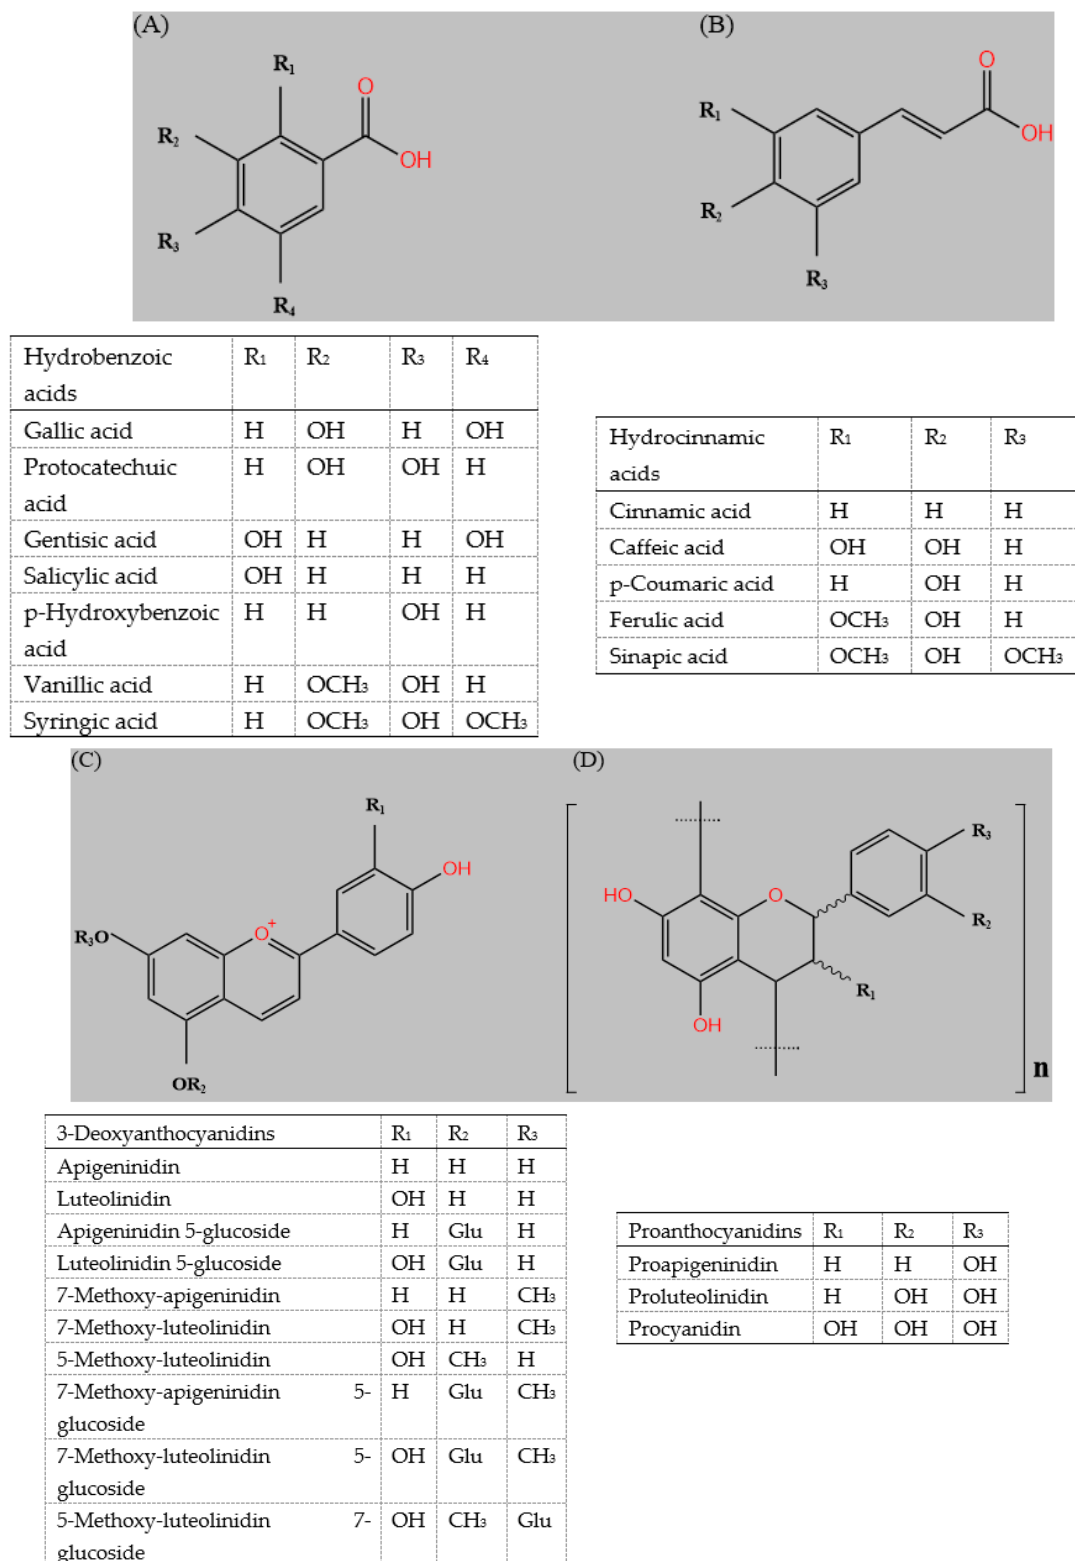 (A)
(B)
R₁
R₂
R₃
R₄
O
OH
R₁
R₂
R₃
O
OH
Hydrobenzoic acids R₁ R₂ R₃ R₄
Gallic acid H OH H OH
Protocatechuic acid H OH OH H
Gentisic acid OH H H OH
Salicylic acid OH H H H
p-Hydroxybenzoic acid H H OH H
Vanillic acid H OCH₃ OH H
Syringic acid H OCH₃ OH OCH₃
Hydrocinnamic acids R₁ R₂ R₃
Cinnamic acid H H H
Caffeic acid OH OH H
p-Coumaric acid H OH H
Ferulic acid OCH₃ OH H
Sinapic acid OCH₃ OH OCH₃
(C)
(D)
R₁
OH
O⁺
R₃O
OR₂
HO
O
R₃
R₂
R₁
OH
n
3-Deoxyanthocyanidins R₁ R₂ R₃
Apigeninidin H H H
Luteolinidin OH H H
Apigeninidin 5-glucoside H Glu H
Luteolinidin 5-glucoside OH Glu H
7-Methoxy-apigeninidin H H CH₃
7-Methoxy-luteolinidin OH H CH₃
5-Methoxy-luteolinidin OH CH₃ H
7-Methoxy-apigeninidin 5-glucoside H Glu CH₃
7-Methoxy-luteolinidin 5-glucoside OH Glu CH₃
5-Methoxy-luteolinidin 7-glucoside OH CH₃ Glu
Proanthocyanidins R₁ R₂ R₃
Proapigeninidin H H OH
Proluteolinidin H OH OH
Procyanidin OH OH OH